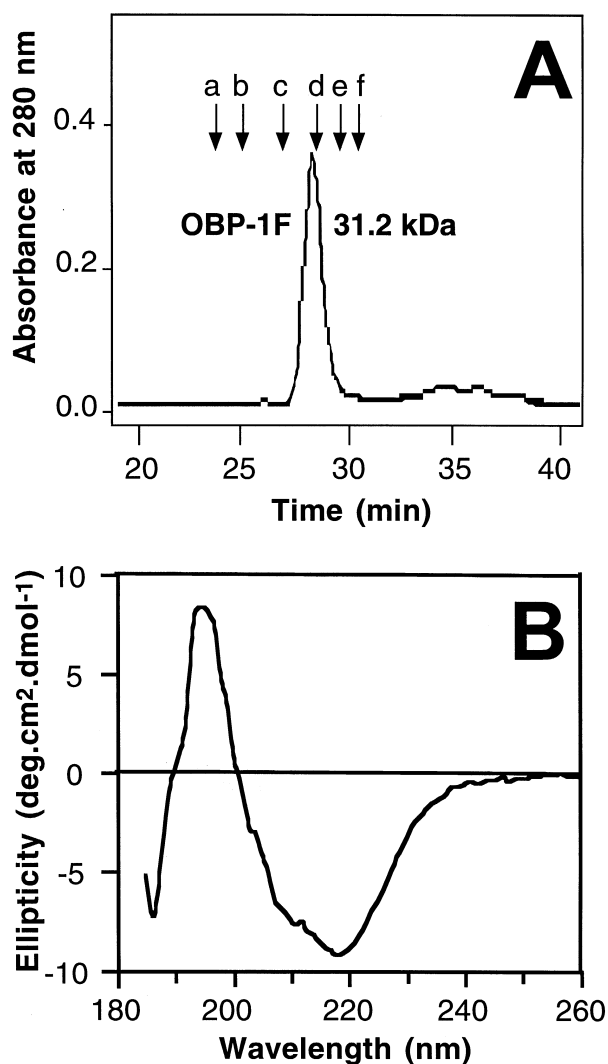 A
a b c d e f
0.4
OBP-1F 31.2 kDa
0.2
0.0
Absorbance at 280 nm
20 25 30 35 40
Time (min)
B
10
5
0
-5
-10
Ellipticity (deg.cm2.dmol-1)
180 200 220 240 260
Wavelength (nm)